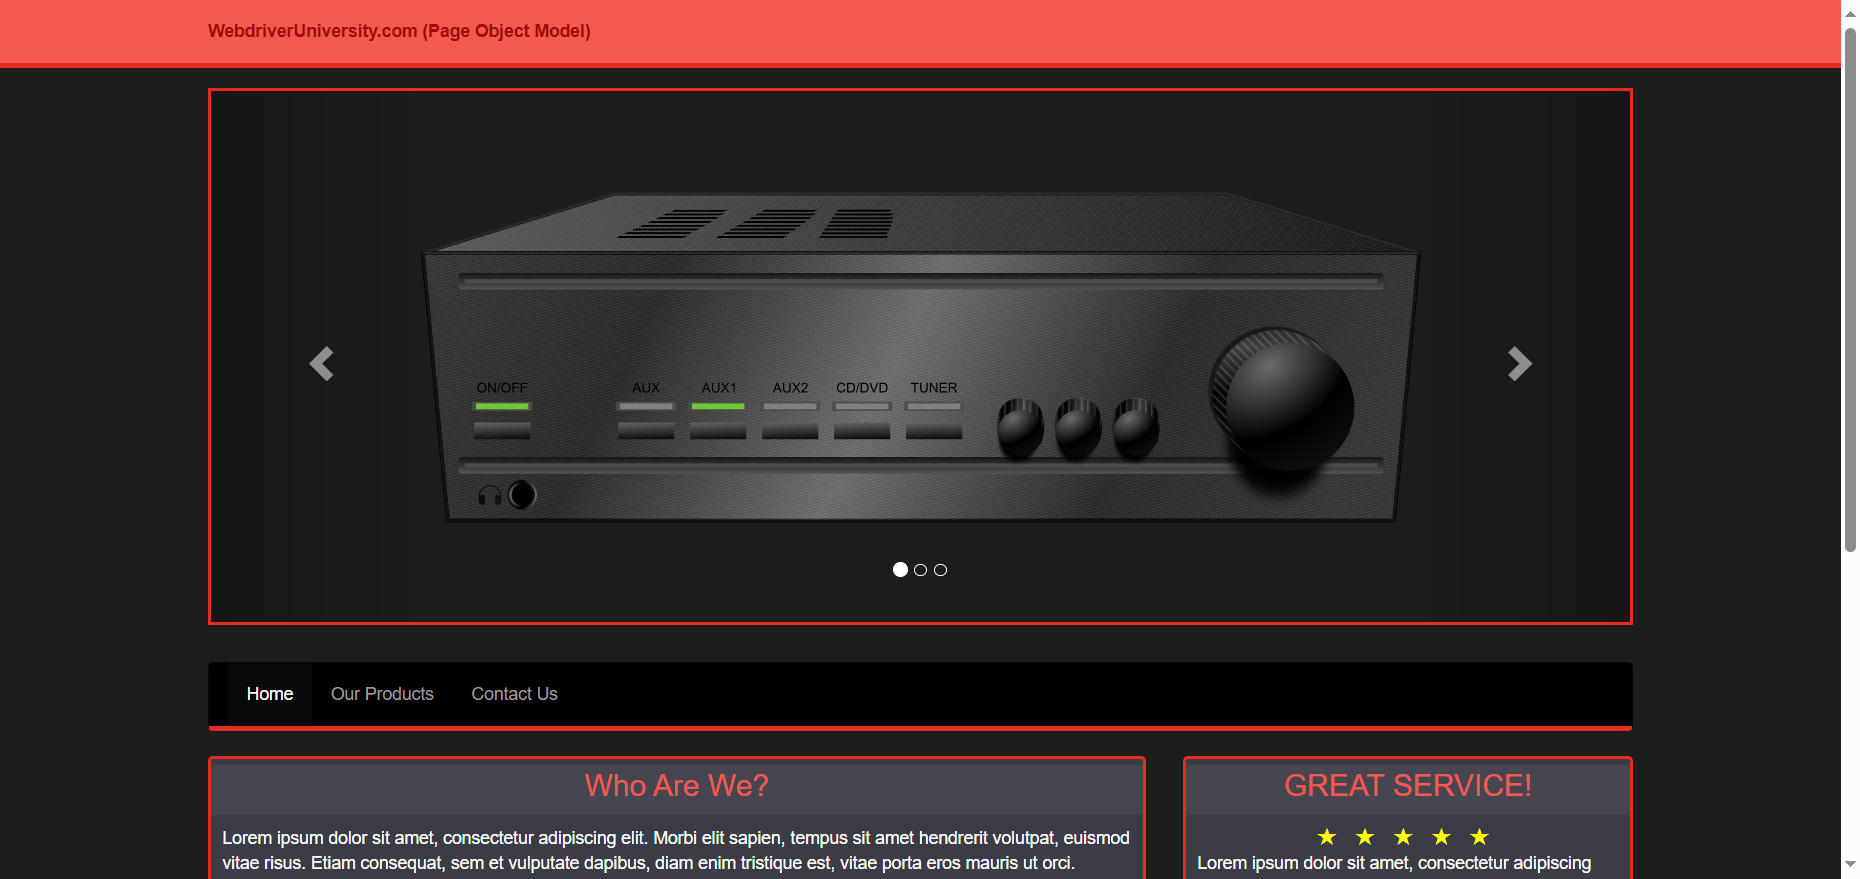 WebdriverUniversity.com (Page Object Model)
ON/OFF AUX AUX1 AUX2 CD/DVD TUNER
Home Our Products Contact Us
Who Are We?
Lorem ipsum dolor sit amet, consectetur adipiscing elit. Morbi elit sapien, tempus sit amet hendrerit volutpat, euismod
vitae risus. Etiam consequat, sem et vulputate dapibus, diam enim tristique est, vitae porta eros mauris ut orci.
GREAT SERVICE!
Lorem ipsum dolor sit amet, consectetur adipiscing